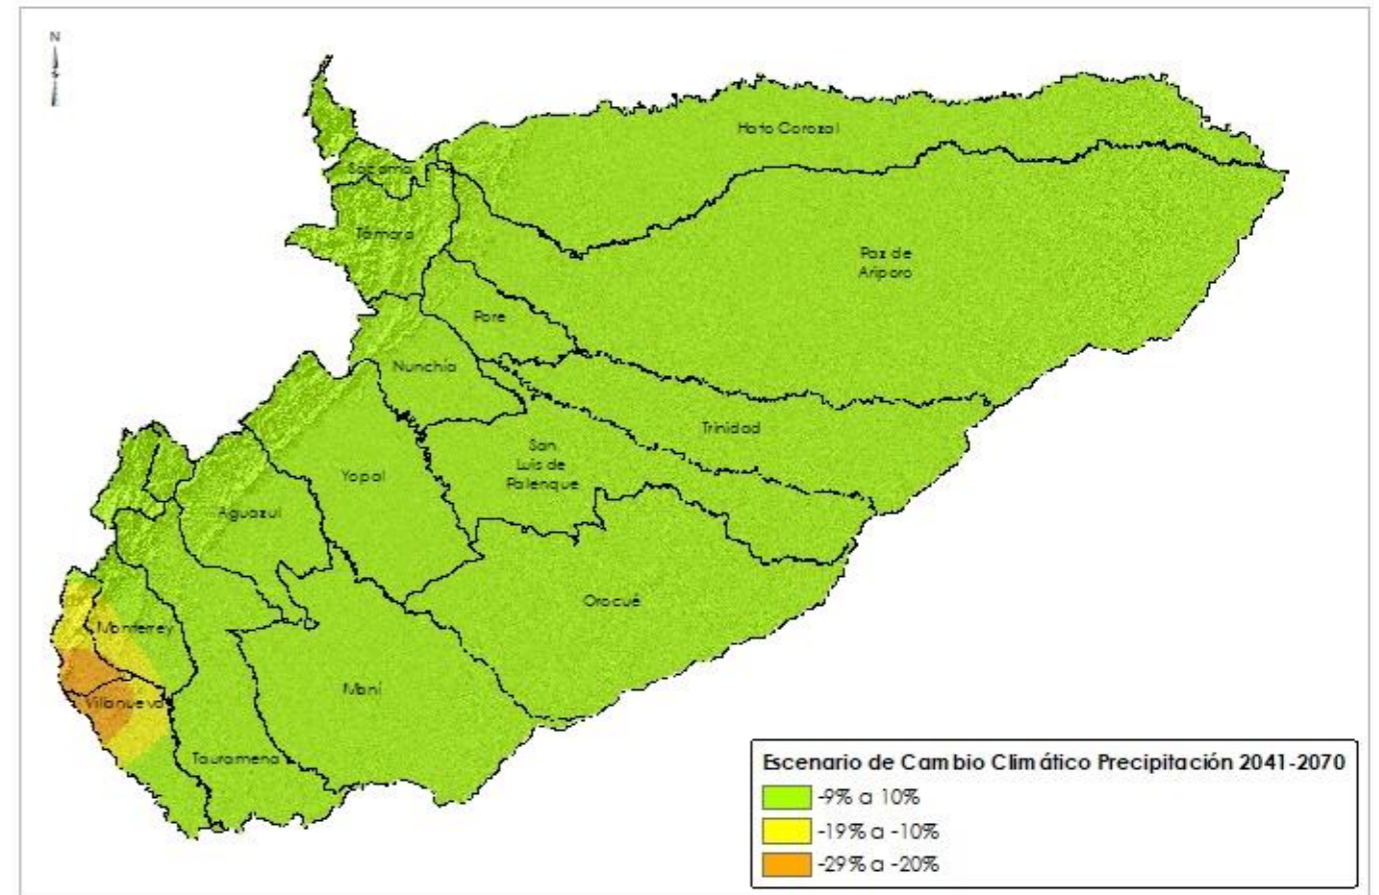 N
Hato Corozal
Sácama
Támara
Paz de
Ariporo
Pore
Nunchía
Trinidad
San
Luis de
Palenque
Yopal
Aguazul
Orocué
Monterrey
Maní
Villanueva
Tauramena
Escenario de Cambio Climático Precipitación 2041-2070
-9% a 10%
-19% a -10%
-29% a -20%